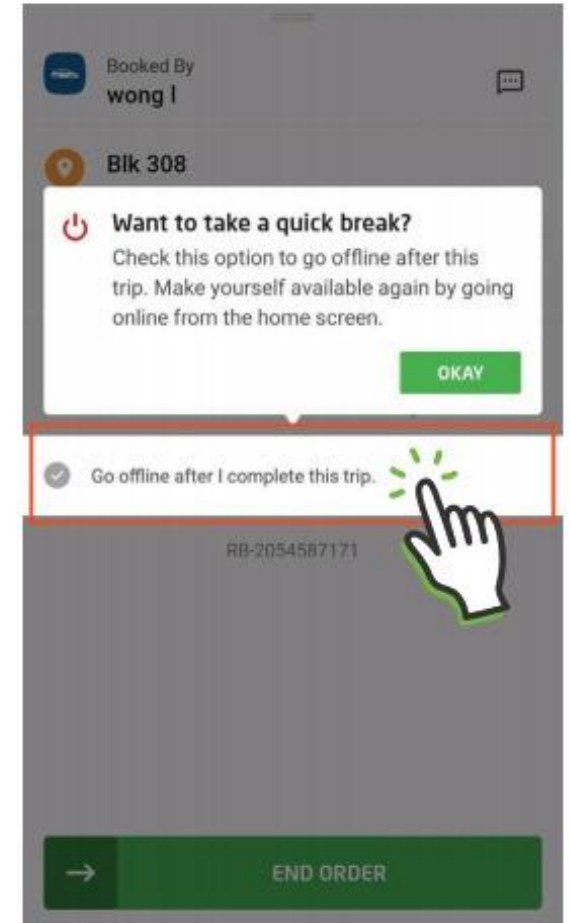 Booked By
wong l
Blk 308
Want to take a quick break?
Check this option to go offline after this
trip. Make yourself available again by going
online from the home screen.
OKAY
Go offline after I complete this trip.
RB-2054587171
END ORDER